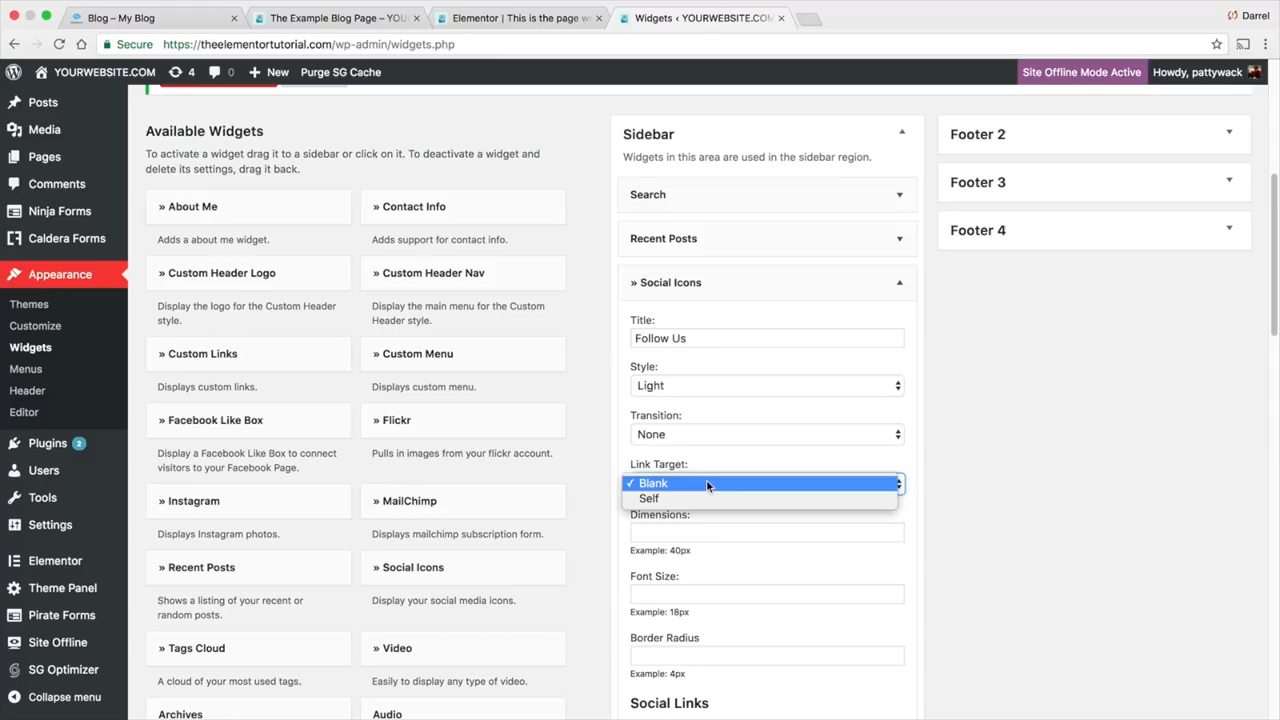 Blog – My Blog
The Example Blog Page – YO
Elementor | This is the page w
Widgets < YOURWEBSITE.COM
Darrel
Secure
https://theelementortutorial.com/wp-admin/widgets.php
YOURWEBSITE.COM
4
0
New
Purge SG Cache
Site Offline Mode Active
Howdy, pattywack
Posts
Media
Pages
Comments
Ninja Forms
Caldera Forms
Appearance
Themes
Customize
Widgets
Menus
Header
Editor
Plugins 2
Users
Tools
Settings
Elementor
Theme Panel
Pirate Forms
Site Offline
SG Optimizer
Collapse menu
Available Widgets
To activate a widget drag it to a sidebar or click on it. To deactivate a widget and
delete its settings, drag it back.
» About Me
Adds a about me widget.
» Contact Info
Adds support for contact info.
» Custom Header Logo
Display the logo for the Custom Header
style.
» Custom Header Nav
Display the main menu for the Custom
Header style.
» Custom Links
Displays custom links.
» Custom Menu
Displays custom menu.
» Facebook Like Box
Display a Facebook Like Box to connect
visitors to your Facebook Page.
» Flickr
Pulls in images from your flickr account.
» Instagram
Displays Instagram photos.
» MailChimp
Displays mailchimp subscription form.
» Recent Posts
Shows a listing of your recent or
random posts.
» Social Icons
Display your social media icons.
» Tags Cloud
A cloud of your most used tags.
» Video
Easily to display any type of video.
Archives
Audio
Sidebar
Widgets in this area are used in the sidebar region.
Search
Recent Posts
» Social Icons
Title:
Follow Us
Style:
Light
Transition:
None
Link Target:
✓ Blank
Self
Dimensions:
Example: 40px
Font Size:
Example: 18px
Border Radius
Example: 4px
Social Links
Footer 2
Footer 3
Footer 4